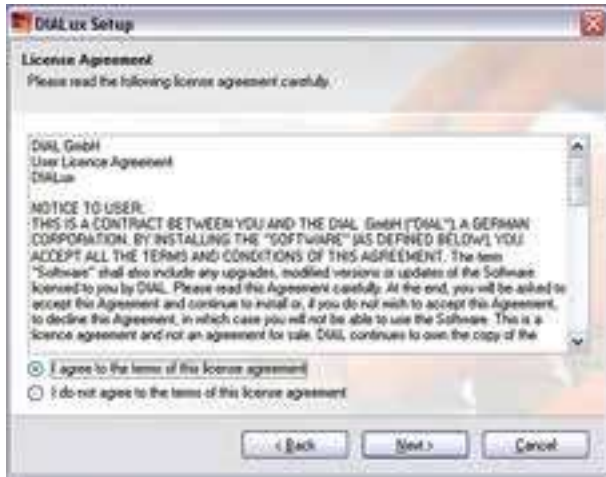 DIALux Setup
License Agreement
Please read the following license agreement carefully.
DIAL GmbH
User Licence Agreement
DIALux
NOTICE TO USER:
THIS IS A CONTRACT BETWEEN YOU AND THE DIAL GmbH ("DIAL"), A GERMAN
CORPORATION. BY INSTALLING THE "SOFTWARE" (AS DEFINED BELOW), YOU
ACCEPT ALL THE TERMS AND CONDITIONS OF THIS AGREEMENT. The term
"Software" shall also include any upgrades, modified versions or updates of the Software
licensed to you by DIAL. Please read this Agreement carefully. At the end, you will be asked to
accept this Agreement and continue to install or, if you do not wish to accept this Agreement,
to decline this Agreement, in which case you will not be able to use the Software. This is a
licence agreement and not an agreement for sale. DIAL continues to own the copy of the
I agree to the terms of this license agreement
I do not agree to the terms of this license agreement
< Back
Next >
Cancel